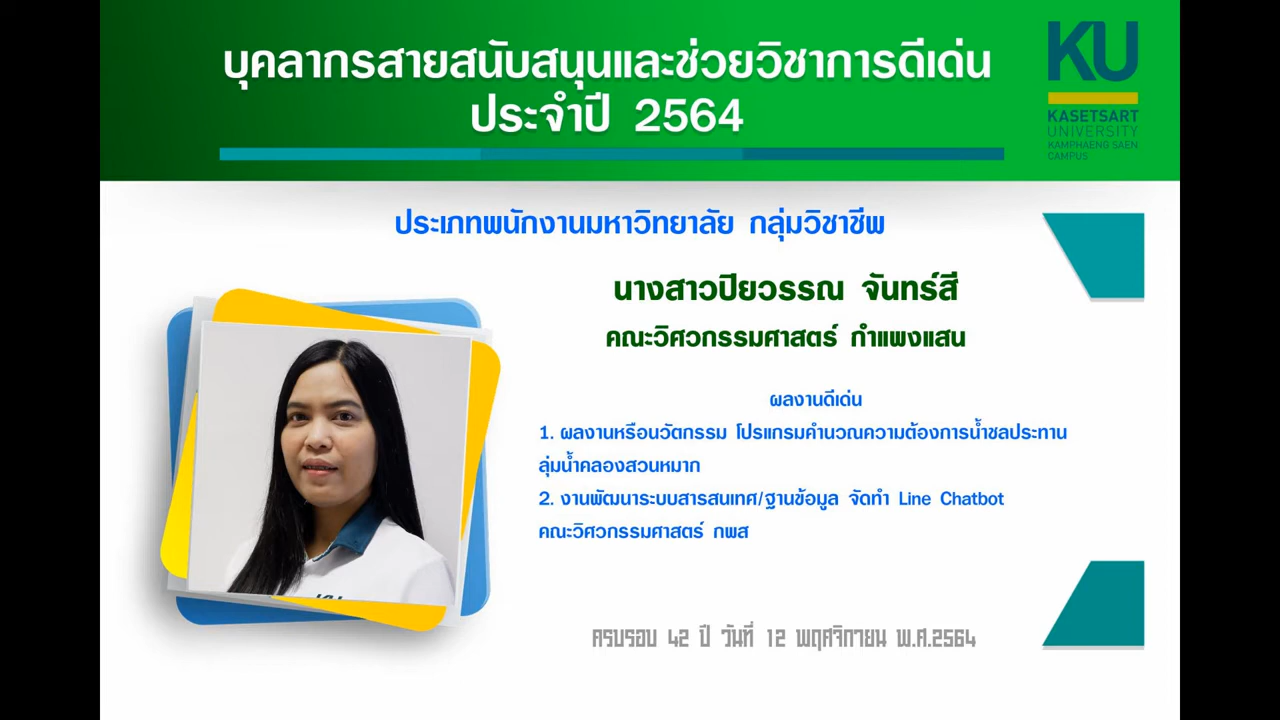 บุคลากรสายสนับสนุนและช่วยวิชาการดีเด่น
ประจำปี 2564
KU
KASETSART
UNIVERSITY
KAMPHAENG SAEN
CAMPUS
ประเภทพนักงานมหาวิทยาลัย กลุ่มวิชาชีพ
นางสาวปิยวรรณ จันทร์สี
คณะวิศวกรรมศาสตร์ กำแพงแสน
ผลงานดีเด่น
1. ผลงานหรือนวัตกรรม โปรแกรมคำนวณความต้องการน้ำชลประทาน
ลุ่มน้ำคลองสวนหมาก
2. งานพัฒนาระบบสารสนเทศ/ฐานข้อมูล จัดทำ Line Chatbot
คณะวิศวกรรมศาสตร์ กพส
KU
ครบรอบ 42 ปี วันที่ 12 พฤศจิกายน พ.ศ.2564